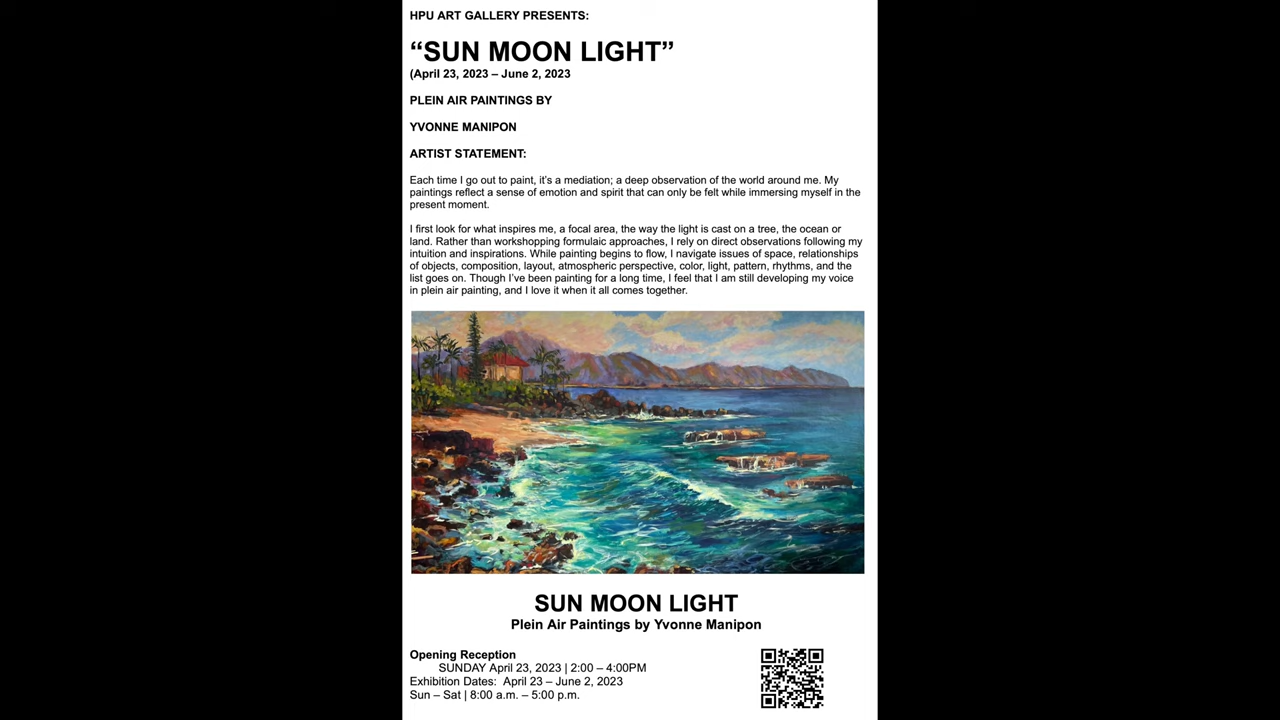 HPU ART GALLERY PRESENTS:
“SUN MOON LIGHT”
(April 23, 2023 – June 2, 2023
PLEIN AIR PAINTINGS BY
YVONNE MANIPON
ARTIST STATEMENT:
Each time I go out to paint, it’s a mediation; a deep observation of the world around me. My
paintings reflect a sense of emotion and spirit that can only be felt while immersing myself in the
present moment.
I first look for what inspires me, a focal area, the way the light is cast on a tree, the ocean or
land. Rather than workshopping formulaic approaches, I rely on direct observations following my
intuition and inspirations. While painting begins to flow, I navigate issues of space, relationships
of objects, composition, layout, atmospheric perspective, color, light, pattern, rhythms, and the
list goes on. Though I’ve been painting for a long time, I feel that I am still developing my voice
in plein air painting, and I love it when it all comes together.
SUN MOON LIGHT
Plein Air Paintings by Yvonne Manipon
Opening Reception
SUNDAY April 23, 2023 | 2:00 – 4:00PM
Exhibition Dates: April 23 – June 2, 2023
Sun – Sat | 8:00 a.m. – 5:00 p.m.